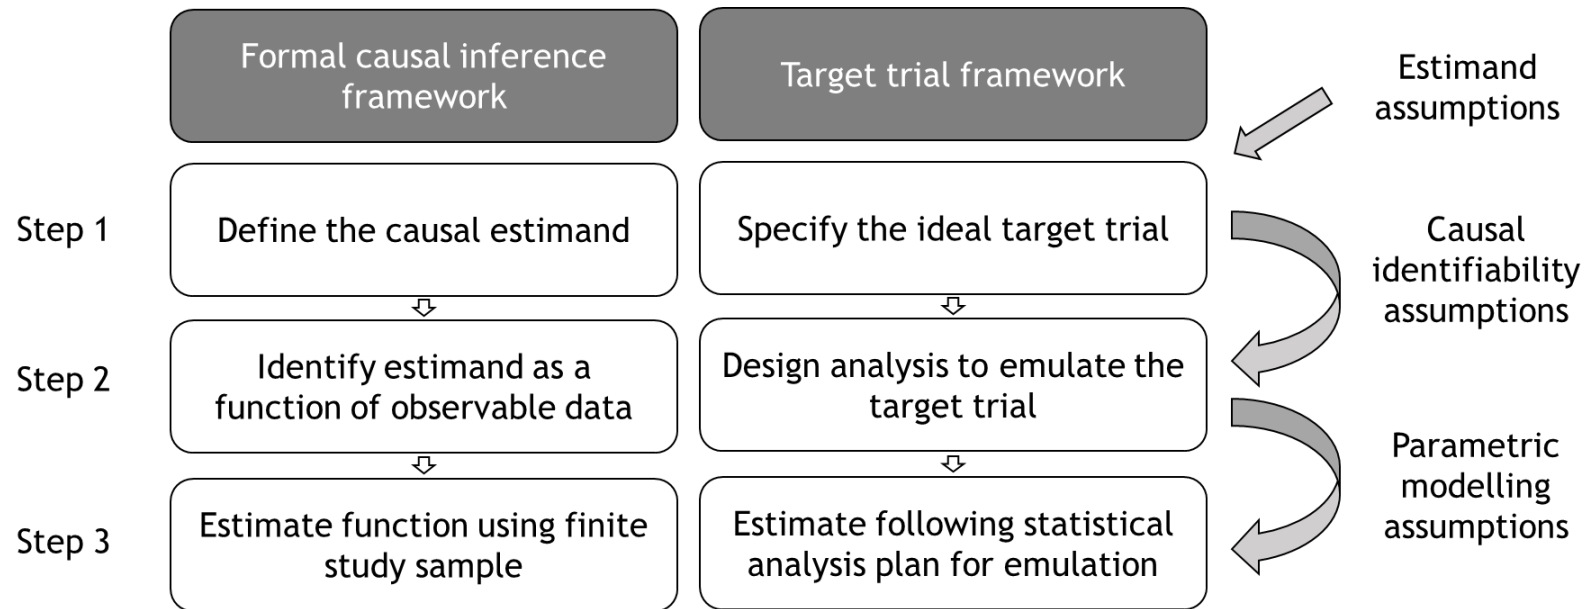 Formal causal inference
framework
Target trial framework
Estimand
assumptions
Step 1
Define the causal estimand
Specify the ideal target trial
Causal
identifiability
assumptions
Step 2
Identify estimand as a
function of observable data
Design analysis to emulate the
target trial
Parametric
modelling
assumptions
Step 3
Estimate function using finite
study sample
Estimate following statistical
analysis plan for emulation